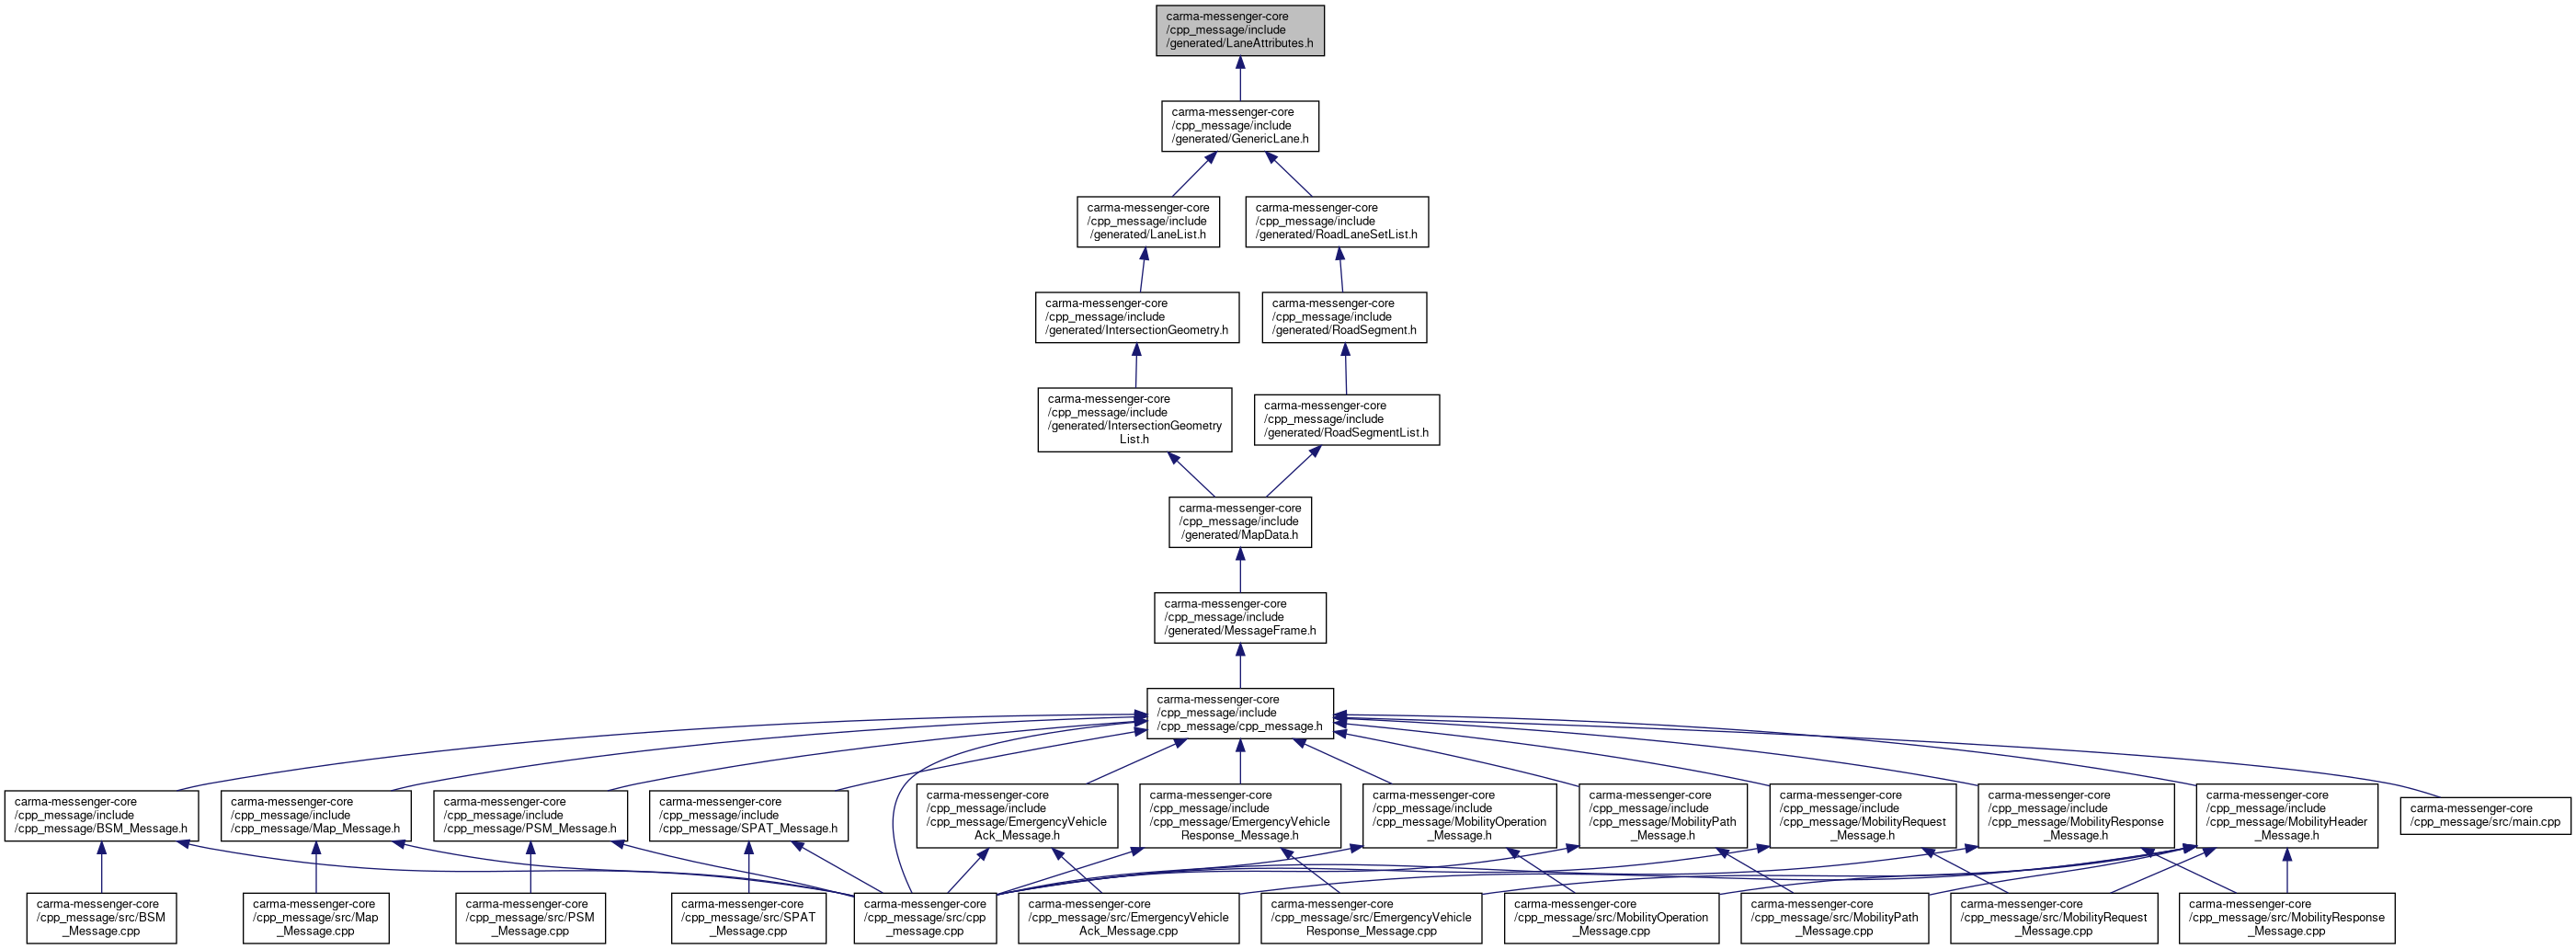 carma-messenger-core
/cpp_message/include
/generated/LaneAttributes.h
carma-messenger-core
/cpp_message/include
/generated/GenericLane.h
carma-messenger-core
/cpp_message/include
/generated/LaneList.h
carma-messenger-core
/cpp_message/include
/generated/RoadLaneSetList.h
carma-messenger-core
/cpp_message/include
/generated/IntersectionGeometry.h
carma-messenger-core
/cpp_message/include
/generated/RoadSegment.h
carma-messenger-core
/cpp_message/include
/generated/IntersectionGeometry
List.h
carma-messenger-core
/cpp_message/include
/generated/RoadSegmentList.h
carma-messenger-core
/cpp_message/include
/generated/MapData.h
carma-messenger-core
/cpp_message/include
/generated/MessageFrame.h
carma-messenger-core
/cpp_message/include
/cpp_message/cpp_message.h
carma-messenger-core
/cpp_message/include
/cpp_message/BSM_Message.h
carma-messenger-core
/cpp_message/include
/cpp_message/Map_Message.h
carma-messenger-core
/cpp_message/include
/cpp_message/PSM_Message.h
carma-messenger-core
/cpp_message/include
/cpp_message/SPAT_Message.h
carma-messenger-core
/cpp_message/include
/cpp_message/EmergencyVehicle
Ack_Message.h
carma-messenger-core
/cpp_message/include
/cpp_message/EmergencyVehicle
Response_Message.h
carma-messenger-core
/cpp_message/include
/cpp_message/MobilityOperation
_Message.h
carma-messenger-core
/cpp_message/include
/cpp_message/MobilityPath
_Message.h
carma-messenger-core
/cpp_message/include
/cpp_message/MobilityRequest
_Message.h
carma-messenger-core
/cpp_message/include
/cpp_message/MobilityResponse
_Message.h
carma-messenger-core
/cpp_message/include
/cpp_message/MobilityHeader
_Message.h
carma-messenger-core
/cpp_message/src/main.cpp
carma-messenger-core
/cpp_message/src/BSM
_Message.cpp
carma-messenger-core
/cpp_message/src/Map
_Message.cpp
carma-messenger-core
/cpp_message/src/PSM
_Message.cpp
carma-messenger-core
/cpp_message/src/SPAT
_Message.cpp
carma-messenger-core
/cpp_message/src/cpp
_message.cpp
carma-messenger-core
/cpp_message/src/EmergencyVehicle
Ack_Message.cpp
carma-messenger-core
/cpp_message/src/EmergencyVehicle
Response_Message.cpp
carma-messenger-core
/cpp_message/src/MobilityOperation
_Message.cpp
carma-messenger-core
/cpp_message/src/MobilityPath
_Message.cpp
carma-messenger-core
/cpp_message/src/MobilityRequest
_Message.cpp
carma-messenger-core
/cpp_message/src/MobilityResponse
_Message.cpp